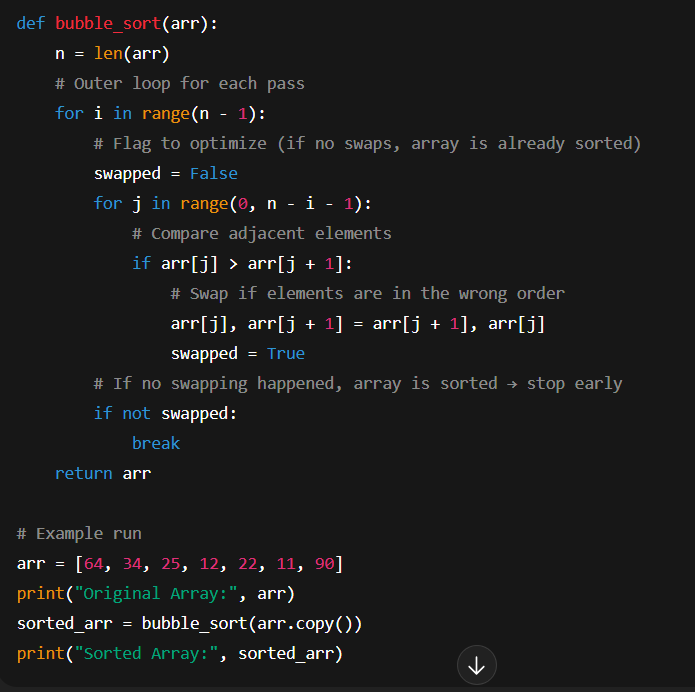 def bubble_sort(arr):
    n = len(arr)
    # Outer loop for each pass
    for i in range(n - 1):
        # Flag to optimize (if no swaps, array is already sorted)
        swapped = False
        for j in range(0, n - i - 1):
            # Compare adjacent elements
            if arr[j] > arr[j + 1]:
                # Swap if elements are in the wrong order
                arr[j], arr[j + 1] = arr[j + 1], arr[j]
                swapped = True
        # If no swapping happened, array is sorted → stop early
        if not swapped:
            break
    return arr

# Example run
arr = [64, 34, 25, 12, 22, 11, 90]
print("Original Array:", arr)
sorted_arr = bubble_sort(arr.copy())
print("Sorted Array:", sorted_arr)